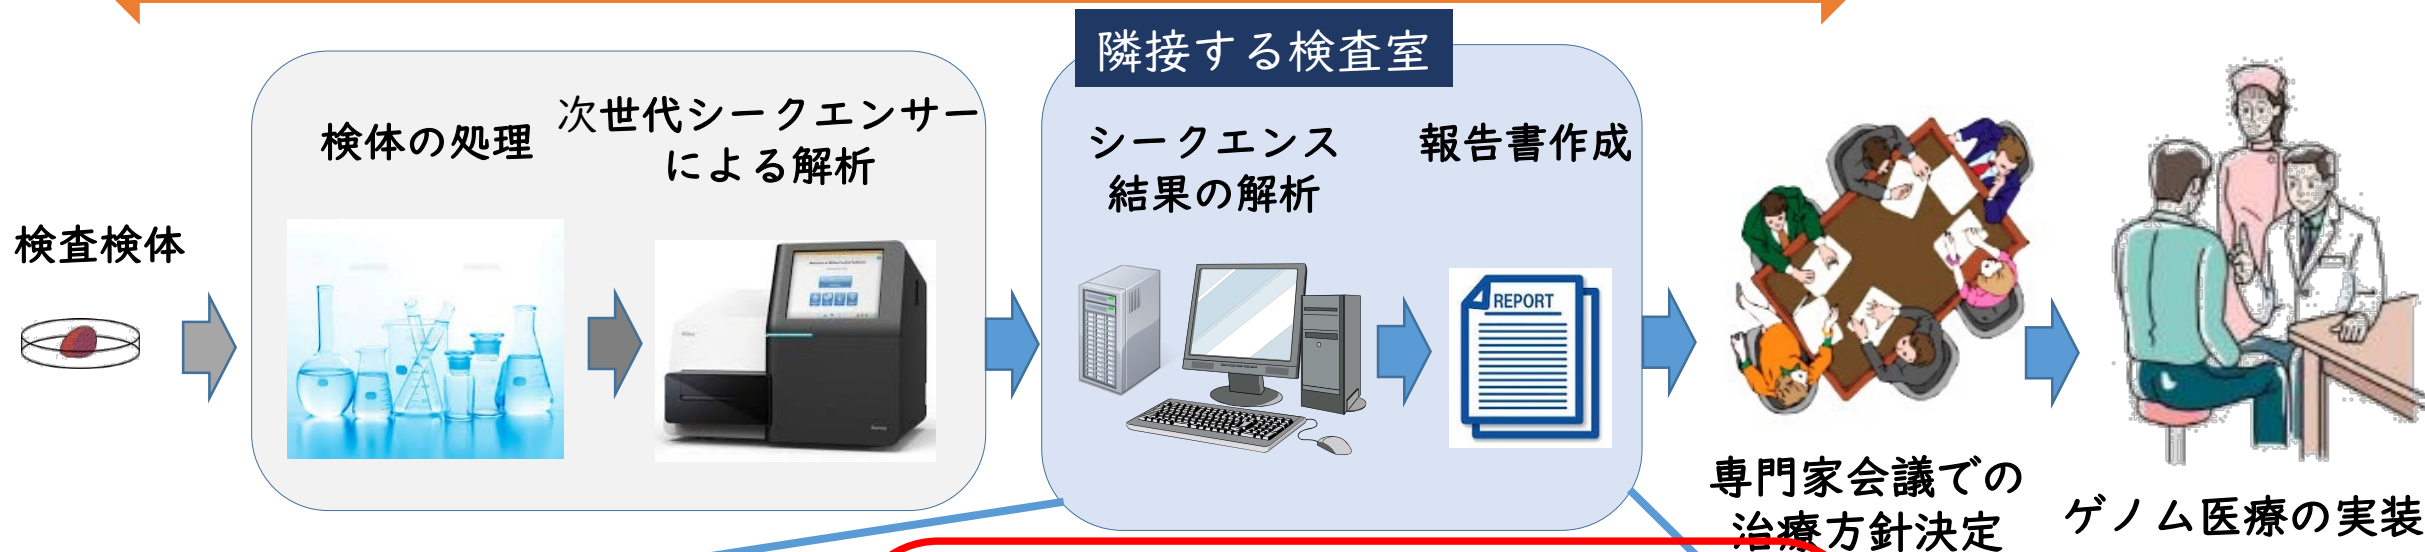 隣接する検査室
検体の処理
次世代シークエンサー
による解析
シークエンス
結果の解析
報告書作成
検査検体
REPORT
専門家会議での
治療方針決定
ゲノム医療の実装